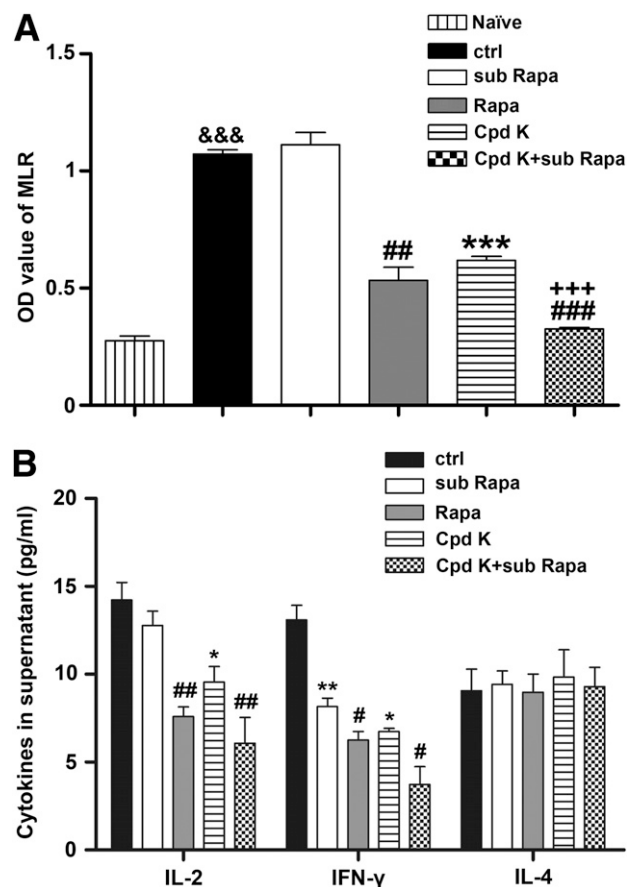 A
Naïve
ctrl
sub Rapa
Rapa
Cpd K
Cpd K+sub Rapa
OD value of MLR
1.5
1
0.5
0
&&&
##
***
+++
###
B
ctrl
sub Rapa
Rapa
Cpd K
Cpd K+sub Rapa
Cytokines in supernatant (pg/ml)
20
15
10
5
0
##
*
##
**
#
*
#
IL-2 IFN-γ IL-4